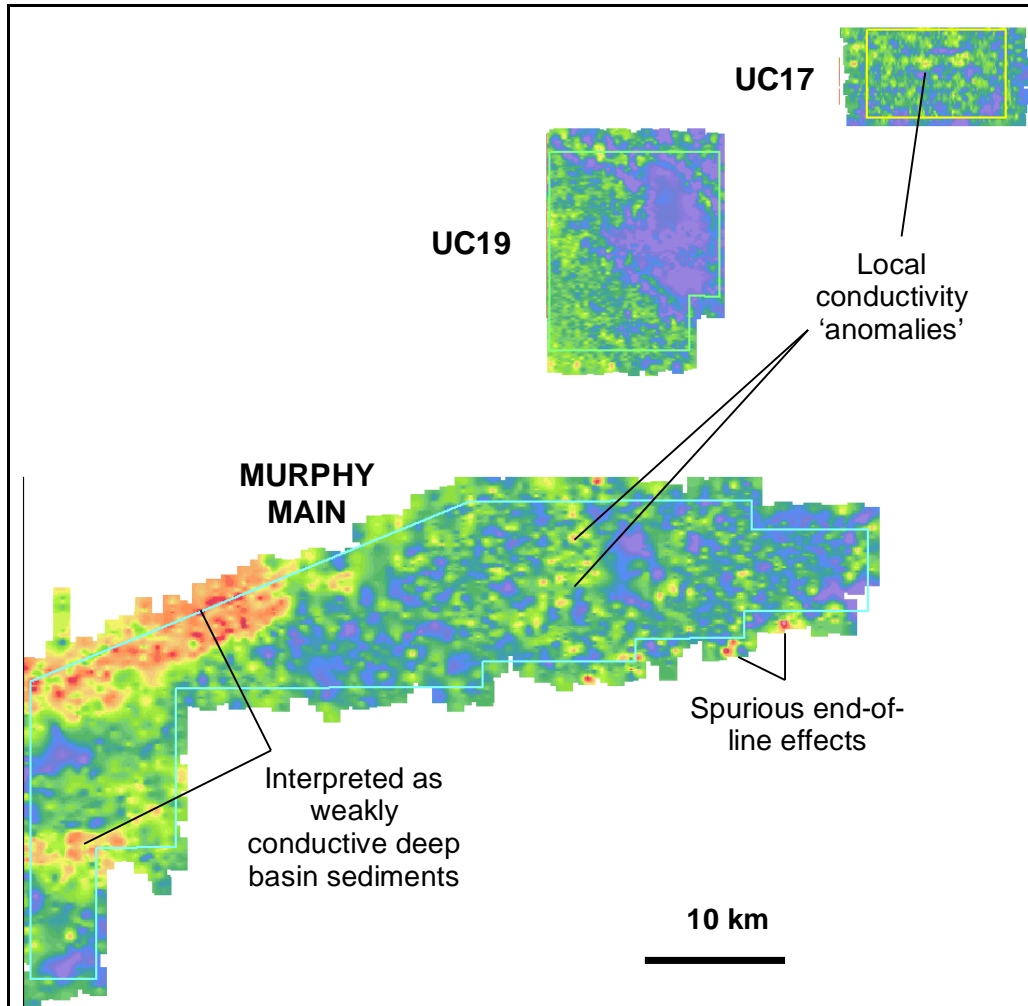 UC17
UC19
Local
conductivity
‘anomalies’
MURPHY
MAIN
Spurious end-of-
line effects
Interpreted as
weakly
conductive deep
basin sediments
10 km